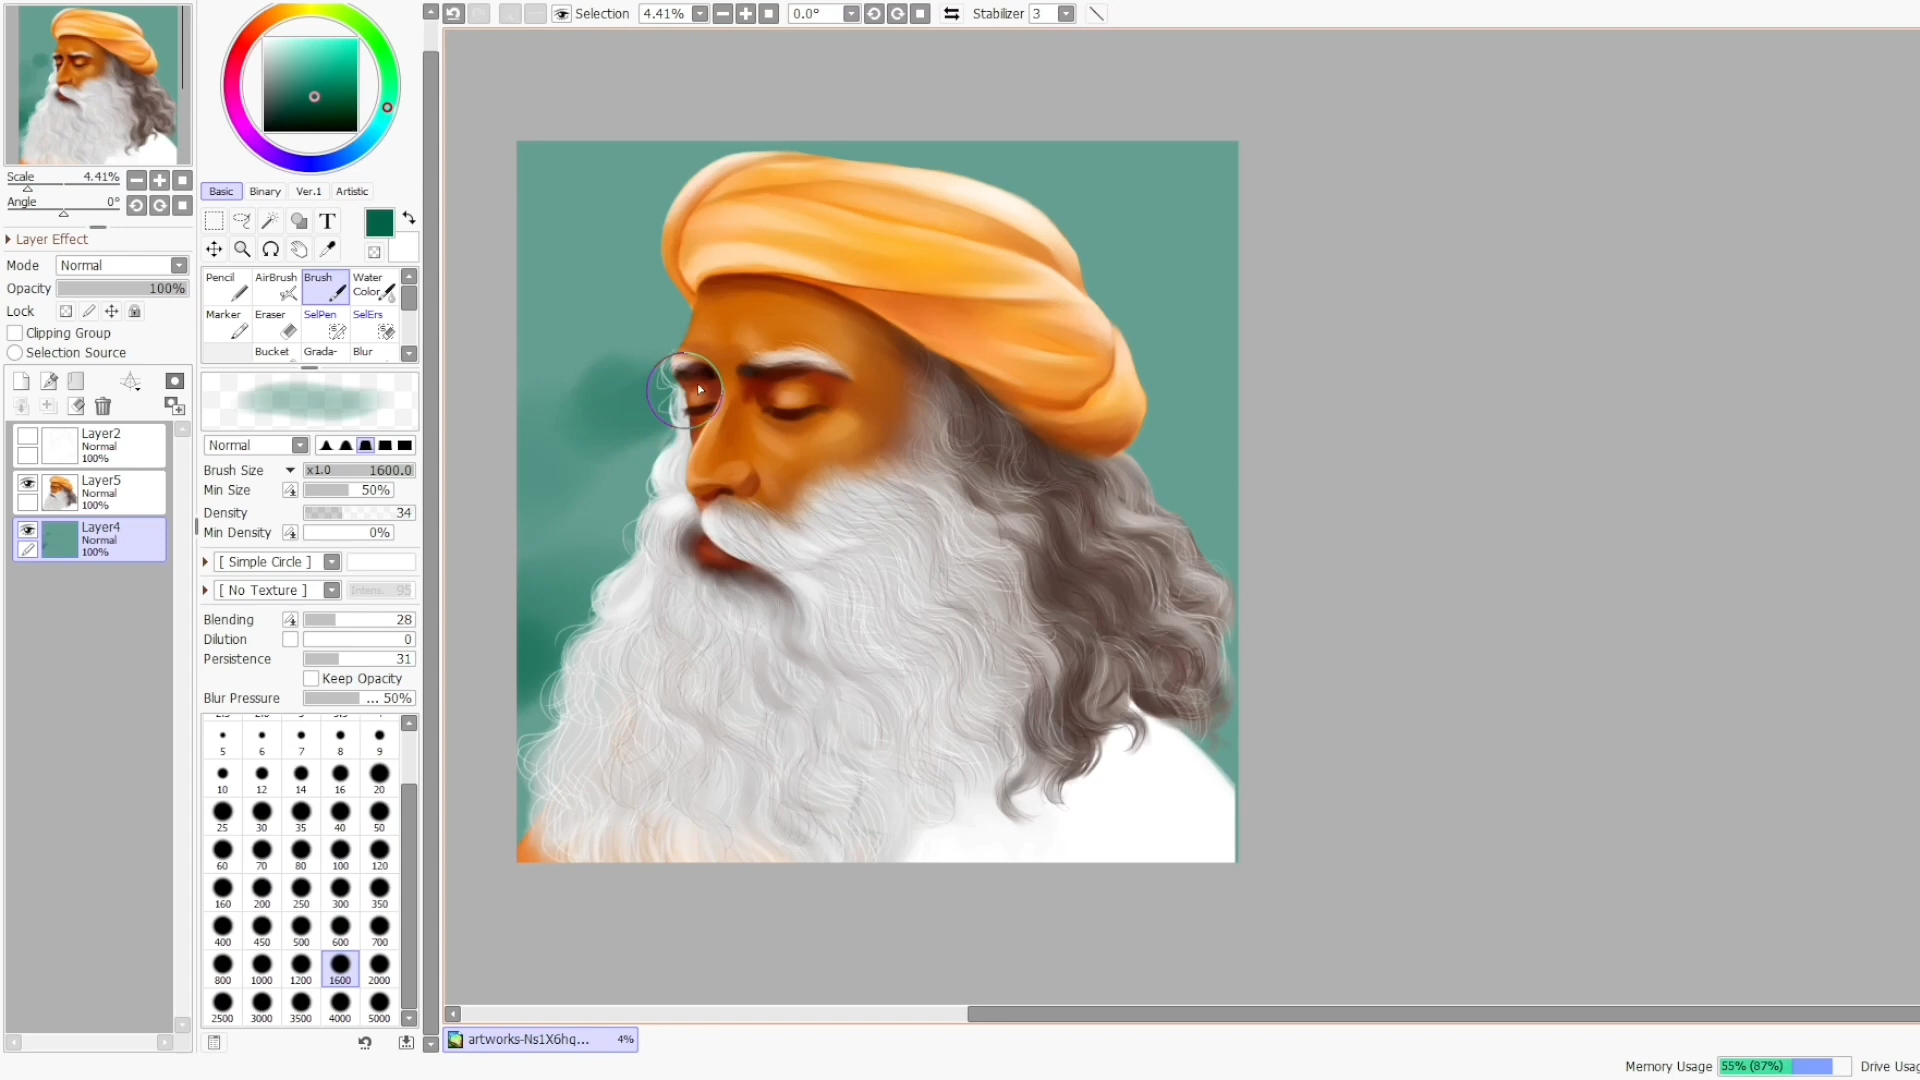 Selection 4.41% 0.0° Stabilizer 3
Scale 4.41%
Angle 0°
Layer Effect
Mode Normal
Opacity 100%
Lock
Clipping Group
Selection Source
Layer2
Normal
100%
Layer5
Normal
100%
Layer4
Normal
100%
Basic Binary Ver.1 Artistic
T
Pencil AirBrush Brush Water Color
Marker Eraser SelPen SelErs
Bucket Grada- Blur
Normal
Brush Size x1.0 1600.0
Min Size 50%
Density 34
Min Density 0%
[ Simple Circle ]
[ No Texture ] Intens. 95
Blending 28
Dilution 0
Persistence 31
Keep Opacity
Blur Pressure ... 50%
5 6 7 8 9
10 12 14 16 20
25 30 35 40 50
60 70 80 100 120
160 200 250 300 350
400 450 500 600 700
800 1000 1200 1600 2000
2500 3000 3500 4000 5000
artworks-Ns1X6hq... 4%
Memory Usage 55% (87%) Drive Usag